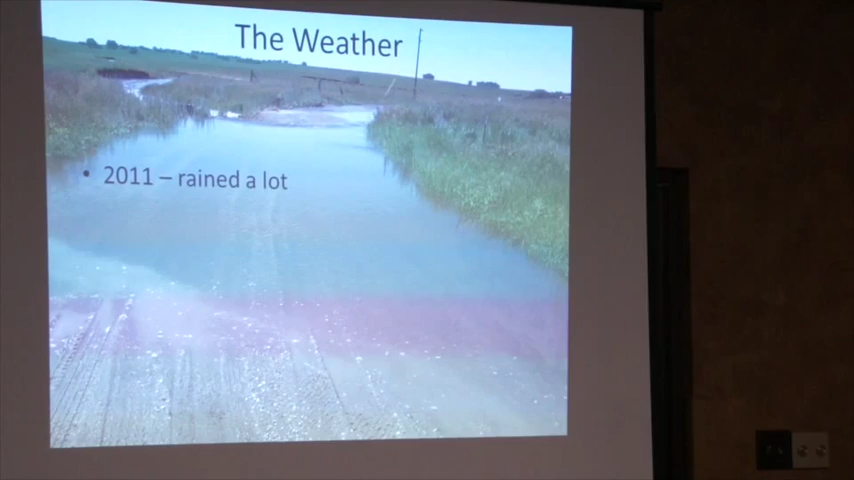 The Weather
• 2011 – rained a lot